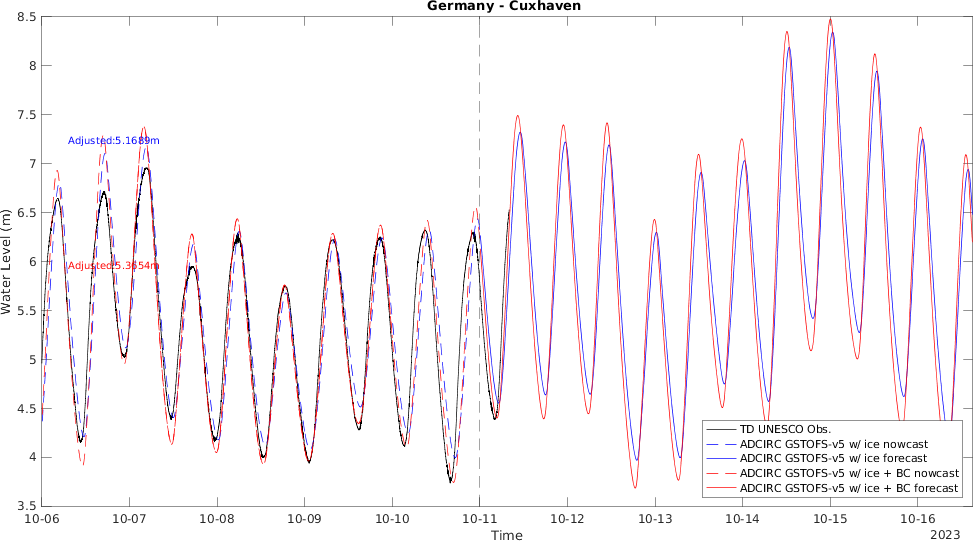 Germany - Cuxhaven
8.5
8
7.5
7
6.5
6
5.5
5
4.5
4
3.5
Water Level (m)
Adjusted:5.1689m
Adjusted:5.3654m
TD UNESCO Obs.
ADCIRC GSTOFS-v5 w/ ice nowcast
ADCIRC GSTOFS-v5 w/ ice forecast
ADCIRC GSTOFS-v5 w/ ice + BC nowcast
ADCIRC GSTOFS-v5 w/ ice + BC forecast
10-06 10-07 10-08 10-09 10-10 10-11 10-12 10-13 10-14 10-15 10-16
Time
2023